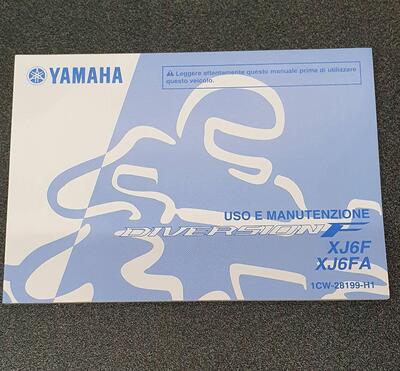 YAMAHA
⚠ Leggere attentamente questo manuale prima di utilizzare
questo veicolo.
USO E MANUTENZIONE
DIVERSION F
XJ6F
XJ6FA
1CW-28199-H1